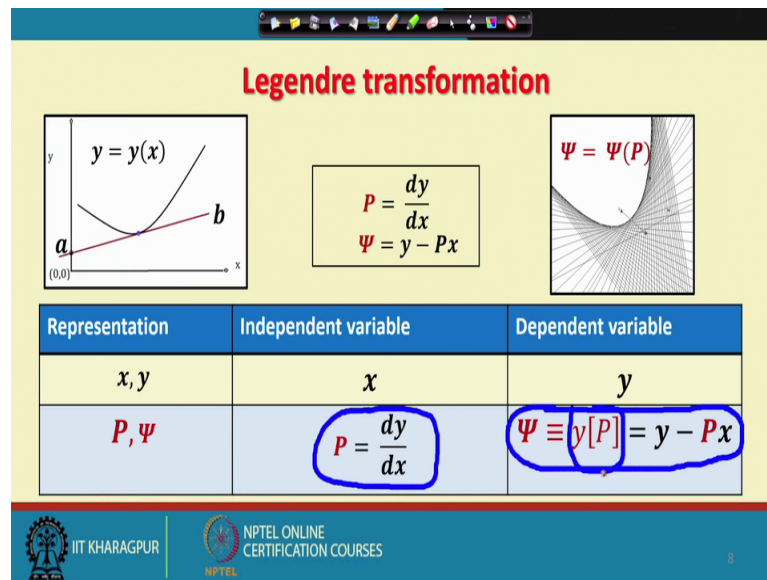 Legendre transformation
y
y = y(x)
b
a
(0,0)
x
P = dy/dx
Ψ = y − Px
Ψ = Ψ(P)
Representation Independent variable Dependent variable
x, y x y
P, Ψ P = dy/dx Ψ ≡ y[P] = y − Px
IIT KHARAGPUR
NPTEL
NPTEL ONLINE
CERTIFICATION COURSES
8